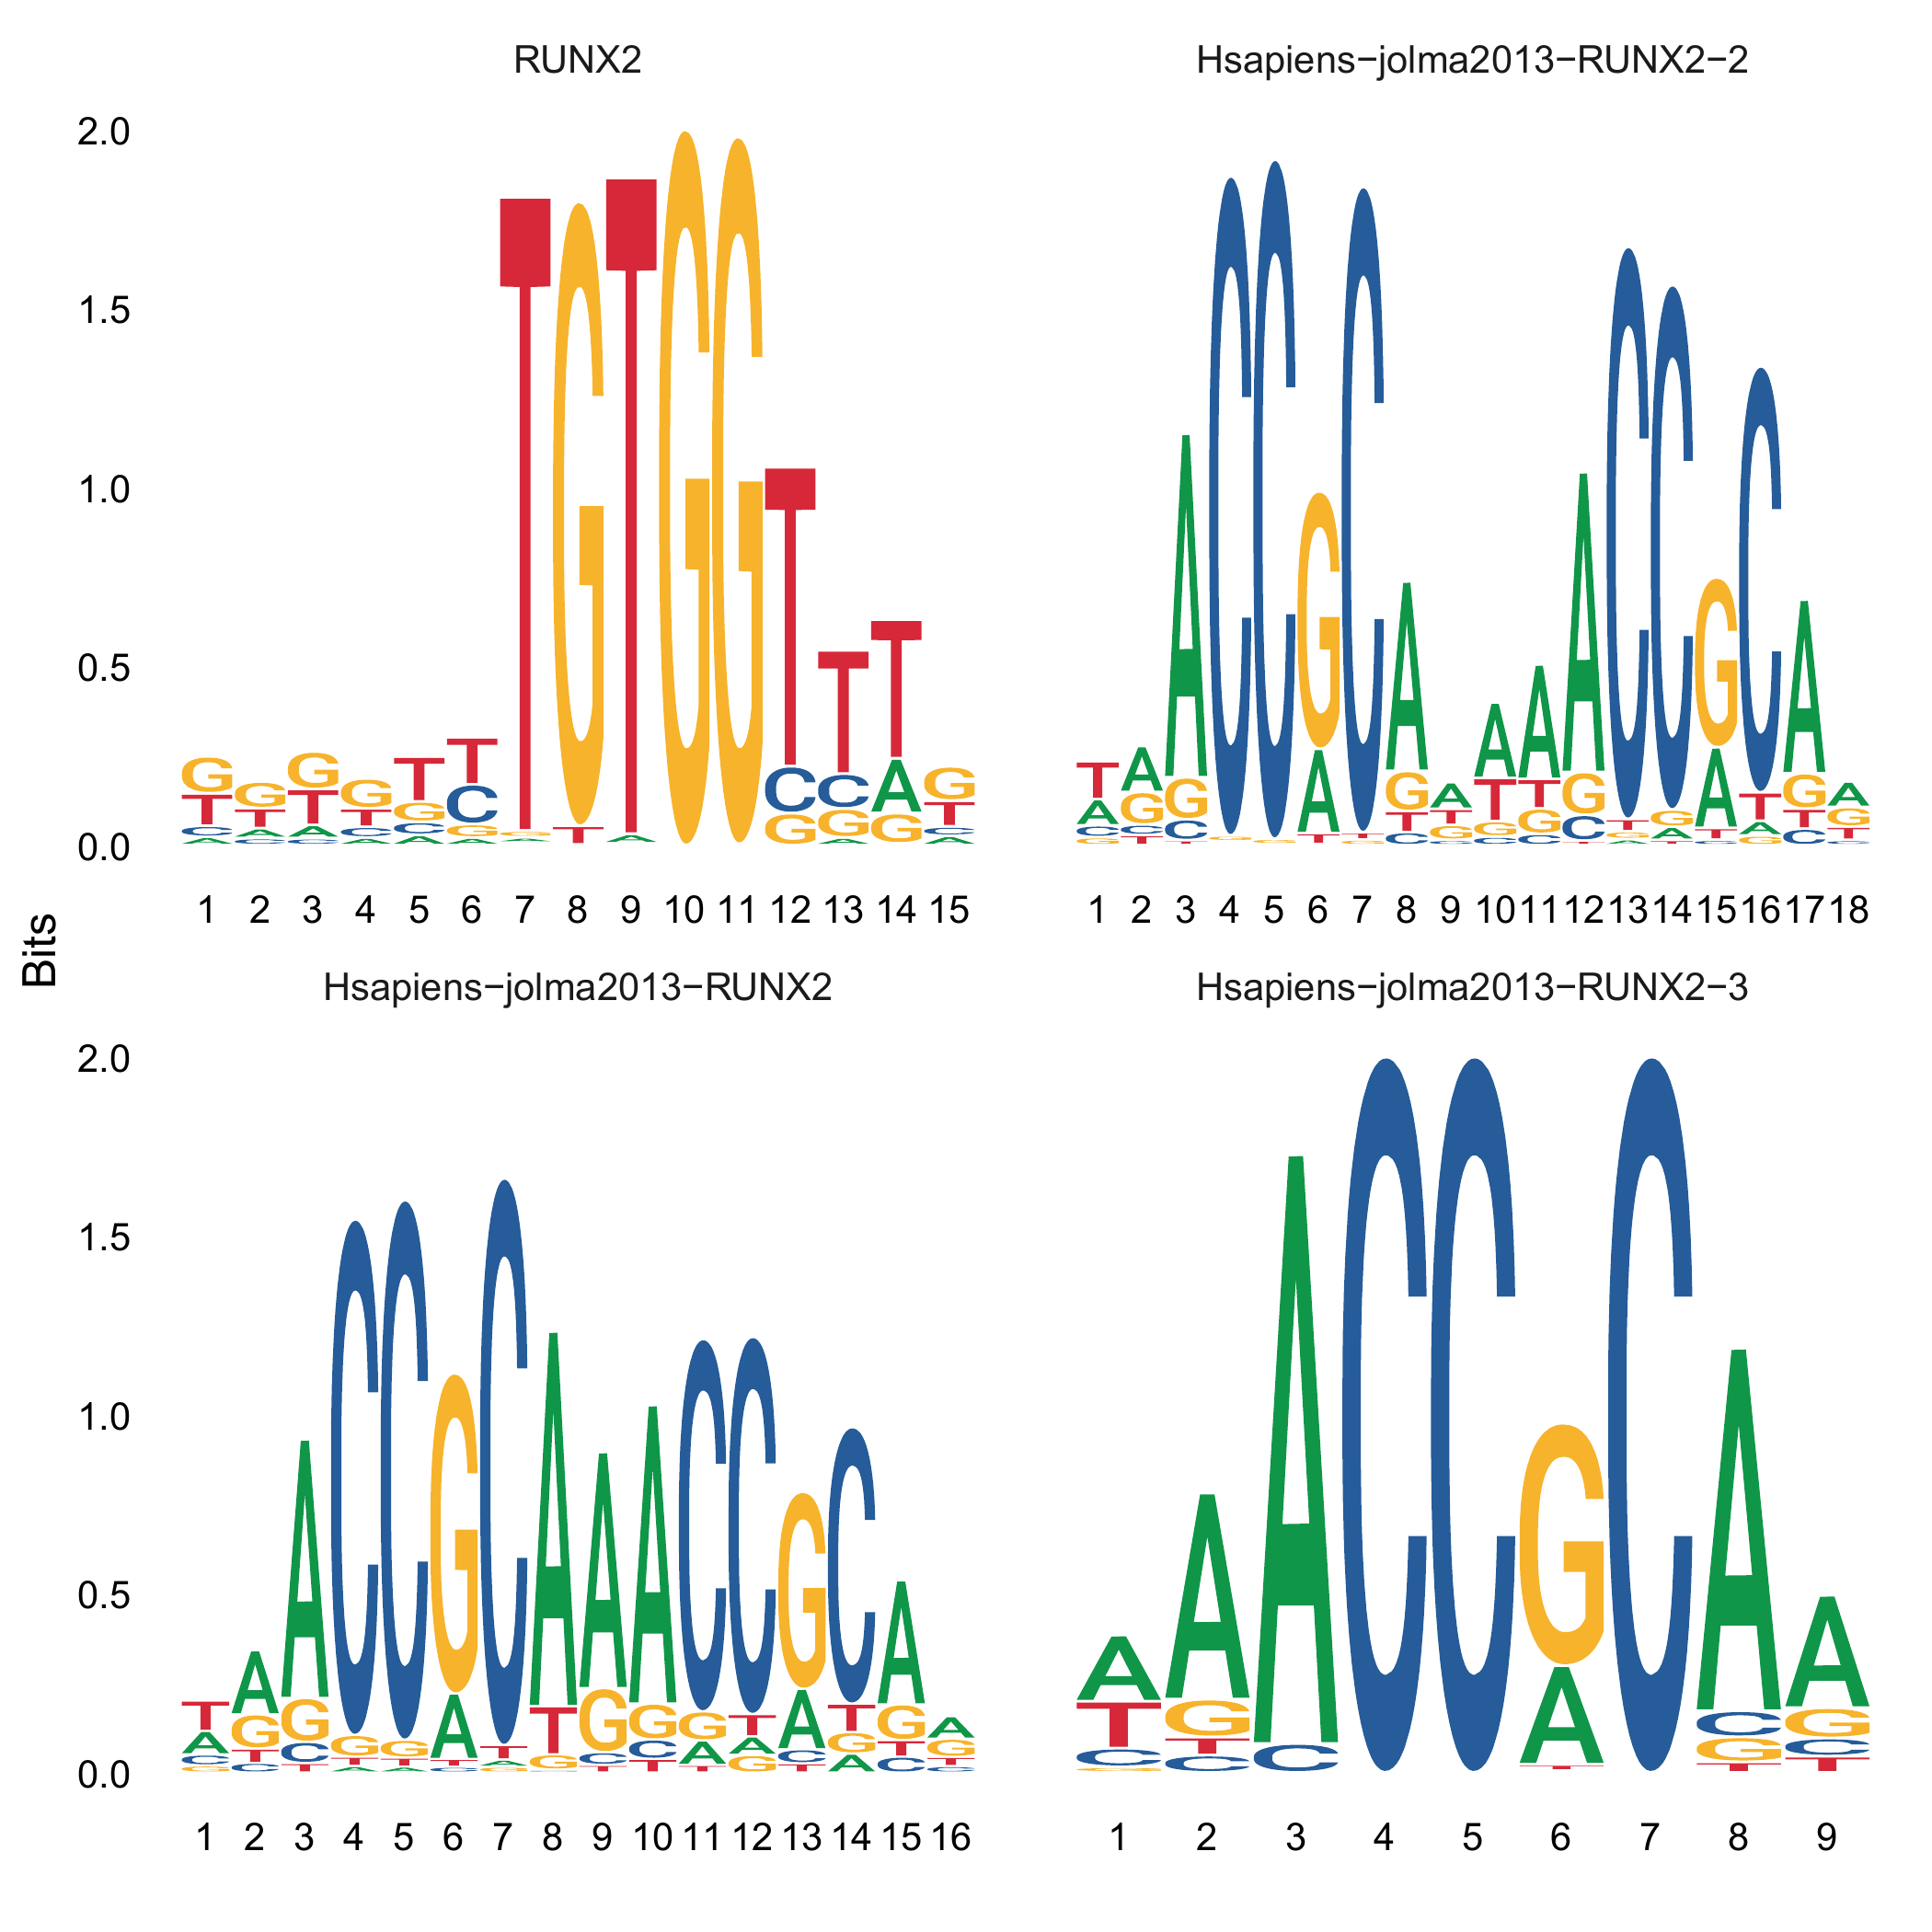 RUNX2
Hsapiens−jolma2013−RUNX2−2
2.0
1.5
1.0
0.5
0.0
1 2 3 4 5 6 7 8 9 10 11 12 13 14 15
1 2 3 4 5 6 7 8 9 10 11 12 13 14 15 16 17 18
Bits
Hsapiens−jolma2013−RUNX2
Hsapiens−jolma2013−RUNX2−3
2.0
1.5
1.0
0.5
0.0
1 2 3 4 5 6 7 8 9 10 11 12 13 14 15 16
1 2 3 4 5 6 7 8 9